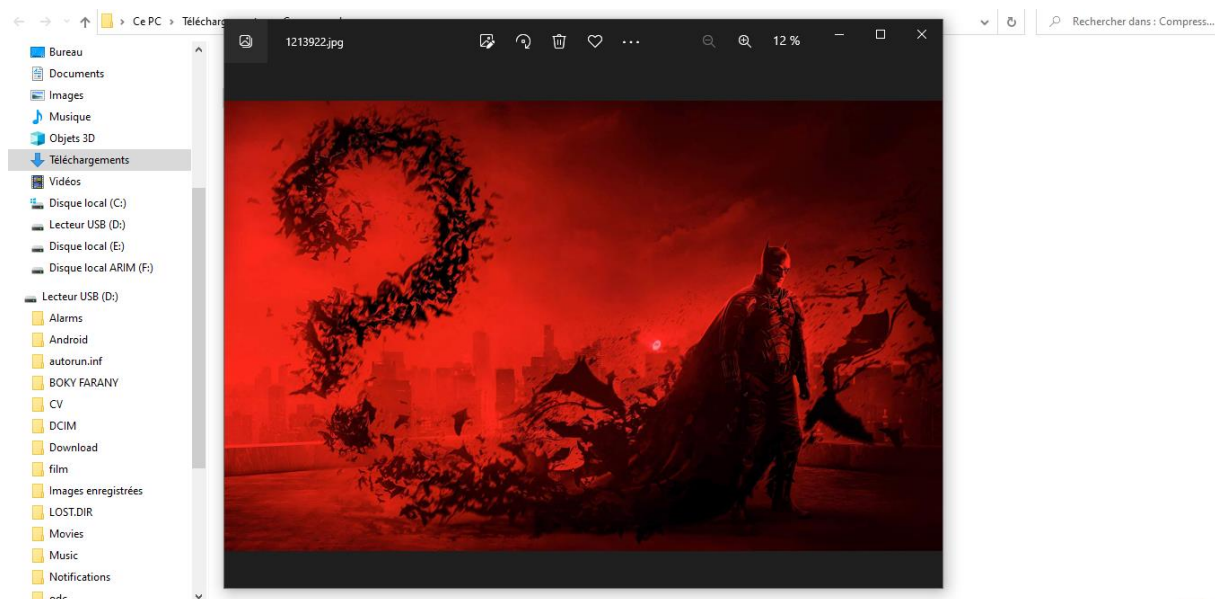 Ce PC
1213922.jpg
12 %
Rechercher dans : Compress...
Bureau
Documents
Images
Musique
Objets 3D
Téléchargements
Vidéos
Disque local (C:)
Lecteur USB (D:)
Disque local (E:)
Disque local ARIM (F:)
Lecteur USB (D:)
Alarms
Android
autorun.inf
BOKY FARANY
CV
DCIM
Download
film
Images enregistrées
LOST.DIR
Movies
Music
Notifications